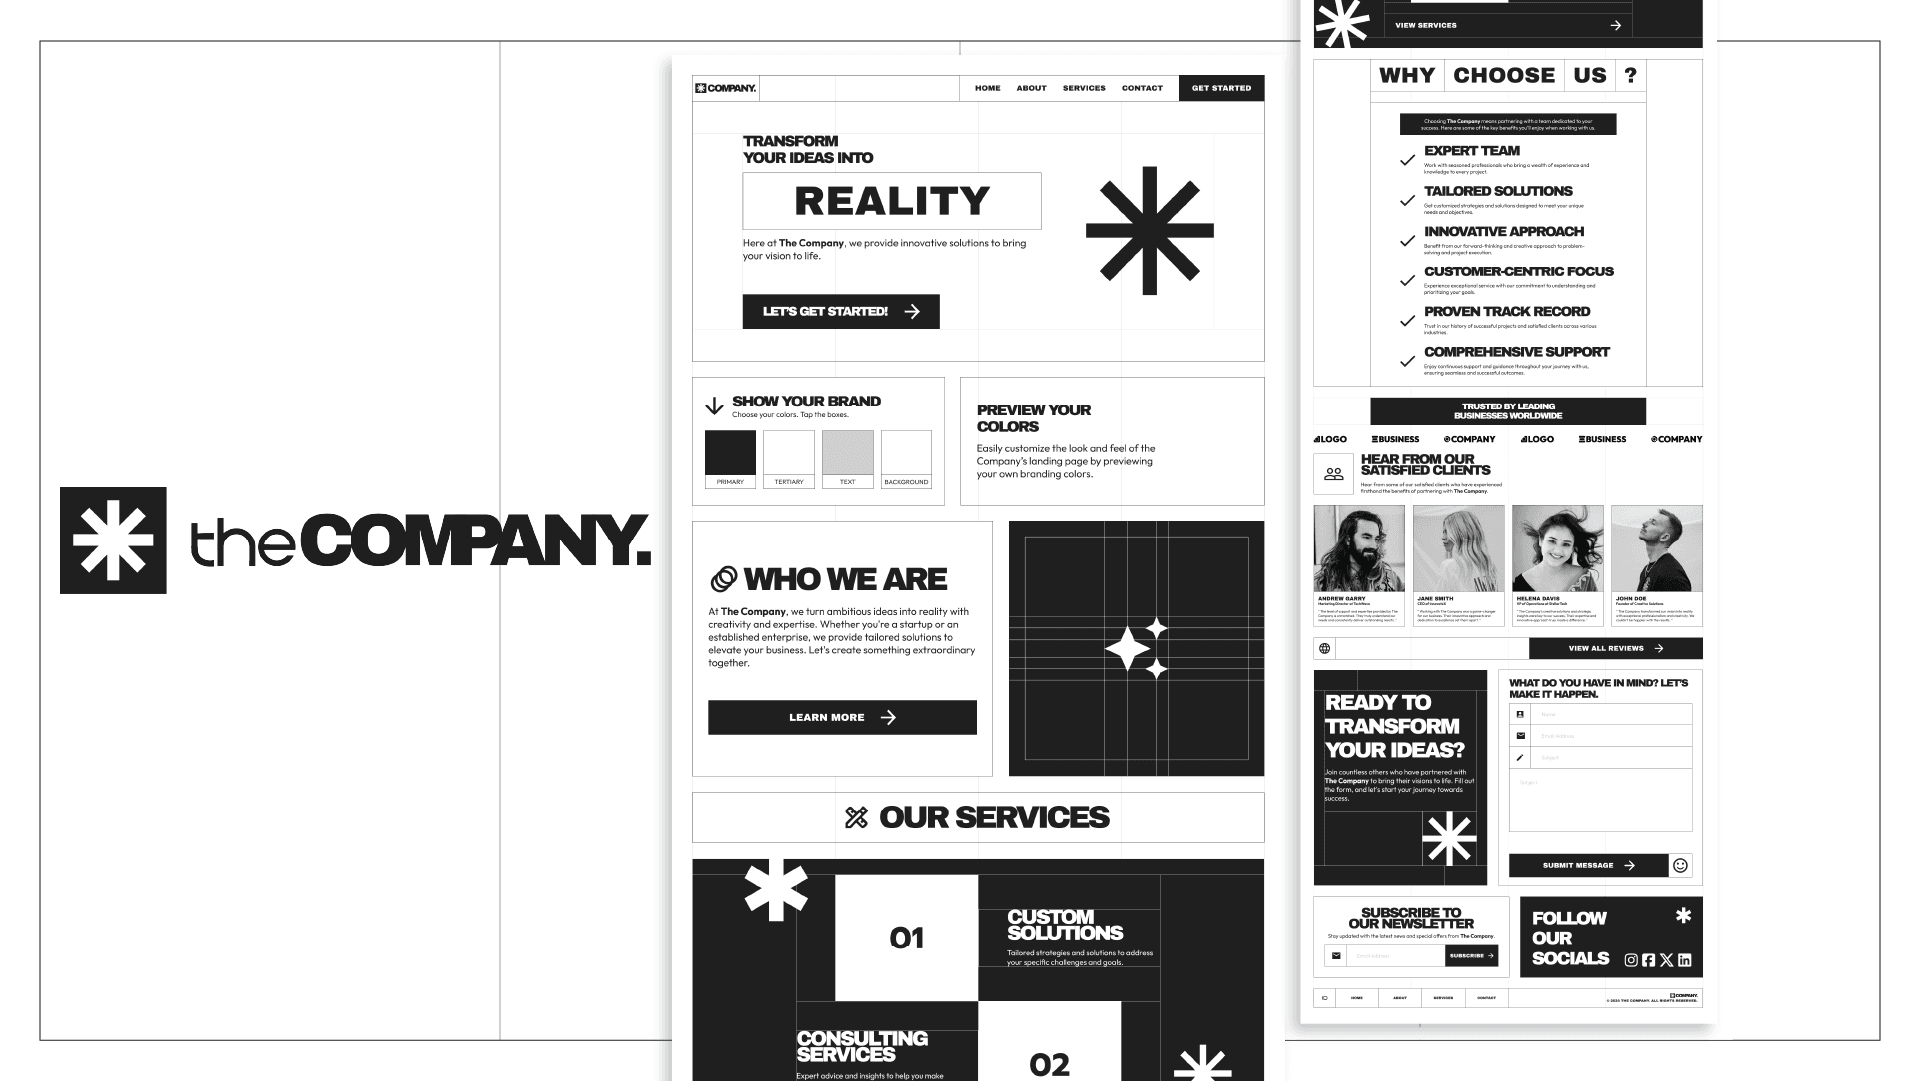 theCOMPANY.
COMPANY.
HOME ABOUT SERVICES CONTACT GET STARTED
TRANSFORM
YOUR IDEAS INTO
REALITY
Here at The Company, we provide innovative solutions to bring
your vision to life.
LET'S GET STARTED!
SHOW YOUR BRAND
Choose your colors. Tap the boxes.
PRIMARY TERTIARY TEXT BACKGROUND
PREVIEW YOUR
COLORS
Easily customize the look and feel of the
Company's landing page by previewing
your own branding colors.
WHO WE ARE
At The Company, we turn ambitious ideas into reality with
creativity and expertise. Whether you're a startup or an
established enterprise, we provide tailored solutions to
elevate your business. Let's create something extraordinary
together.
LEARN MORE
OUR SERVICES
01
CUSTOM
SOLUTIONS
Tailored strategies and solutions to address
your specific challenges and goals.
CONSULTING
SERVICES
Expert advice and insights to help you make
02
VIEW SERVICES
WHY CHOOSE US ?
Choosing The Company means partnering with a team dedicated to your
success. Here are some of the key benefits you'll enjoy when working with us.
EXPERT TEAM
Work with seasoned professionals who bring a wealth of experience and
knowledge to every project.
TAILORED SOLUTIONS
Get customized strategies and solutions designed to meet your unique
needs and objectives.
INNOVATIVE APPROACH
Benefit from our forward-thinking and creative approach to problem-
solving and project execution.
CUSTOMER-CENTRIC FOCUS
Experience exceptional service with our commitment to understanding and
prioritizing your goals.
PROVEN TRACK RECORD
Trust in our history of successful projects and satisfied clients across various
industries.
COMPREHENSIVE SUPPORT
Enjoy continuous support and guidance throughout your journey with us,
ensuring seamless and successful outcomes.
TRUSTED BY LEADING
BUSINESSES WORLDWIDE
LOGO BUSINESS COMPANY LOGO BUSINESS COMPANY
HEAR FROM OUR
SATISFIED CLIENTS
Hear from some of our satisfied clients who have experienced
firsthand the benefits of partnering with The Company.
ANDREW GARRY
Marketing Director of TechWave
JANE SMITH
CEO of InnovateX
HELENA DAVIS
VP of Operations at StellarTech
JOHN DOE
Founder of Creative Solutions
VIEW ALL REVIEWS
READY TO
TRANSFORM
YOUR IDEAS?
Join countless others who have partnered with
The Company to bring their visions to life. Fill out
the form, and let's start your journey towards
success.
WHAT DO YOU HAVE IN MIND? LET'S
MAKE IT HAPPEN.
Name
Email Address
Subject
Subject
SUBMIT MESSAGE
SUBSCRIBE TO
OUR NEWSLETTER
Stay updated with the latest news and special offers from The Company.
Email Address
SUBSCRIBE
FOLLOW
OUR
SOCIALS
HOME ABOUT SERVICES CONTACT
COMPANY.
© 2024 THE COMPANY. ALL RIGHTS RESERVED.